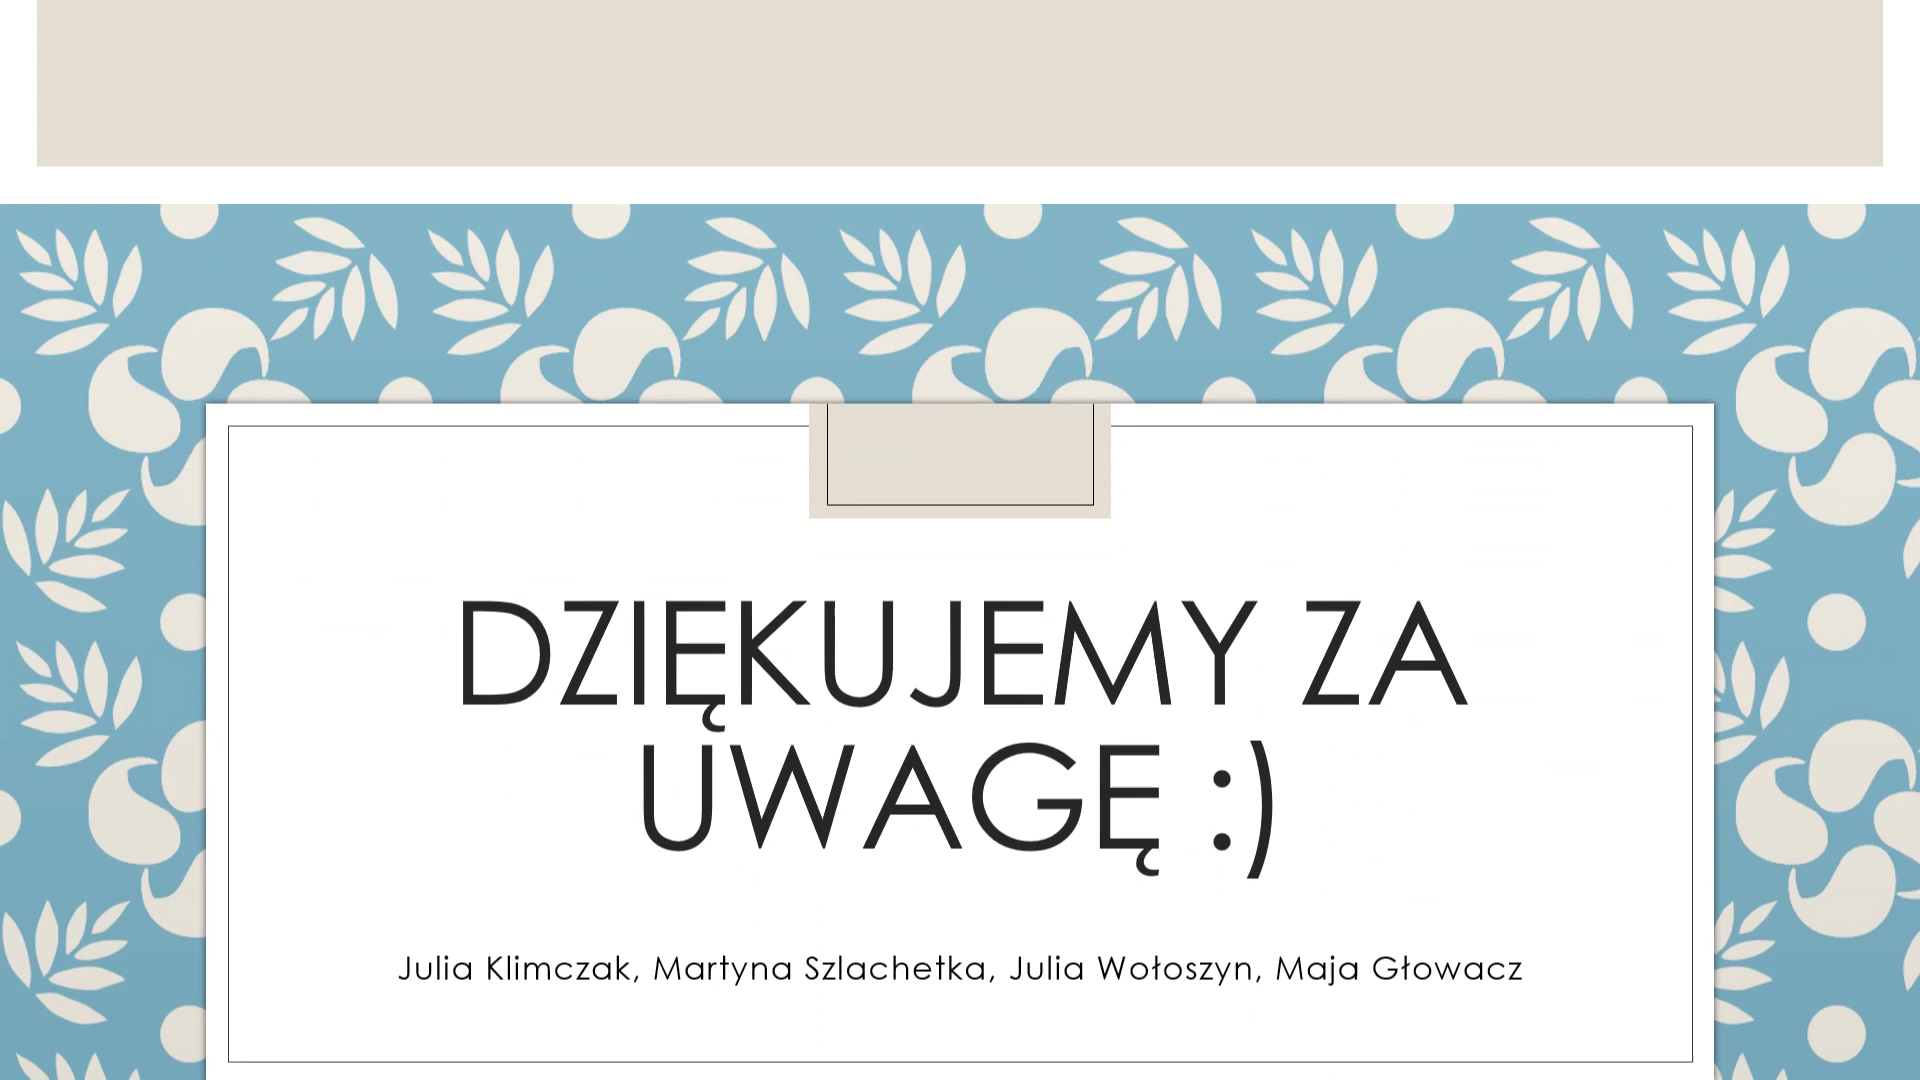 DZIĘKUJEMY ZA
UWAGĘ :)
Julia Klimczak, Martyna Szlachetka, Julia Wołoszyn, Maja Głowacz